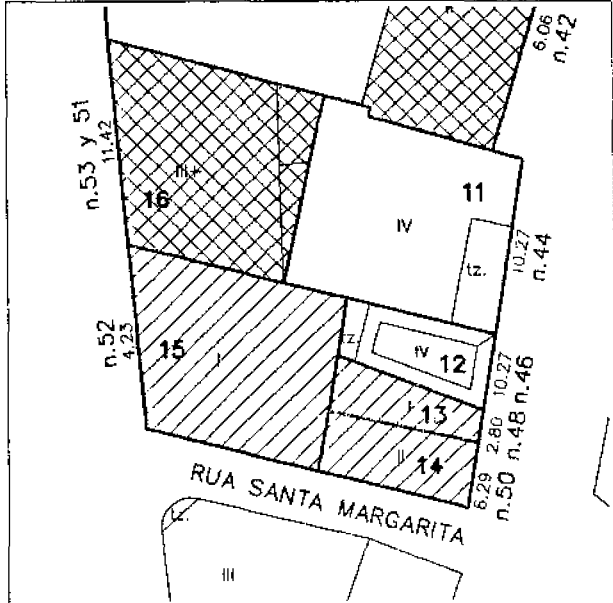 6.06
n.42
n.53 y 51
11.42
III+
16
11
IV
tz.
10.27
n.44
n.52
4.23
15
I
tz.
IV
12
10.27
n.46
I
13
2.80
n.48
II
14
6.29
n.50
RUA SANTA MARGARITA
tz.
III